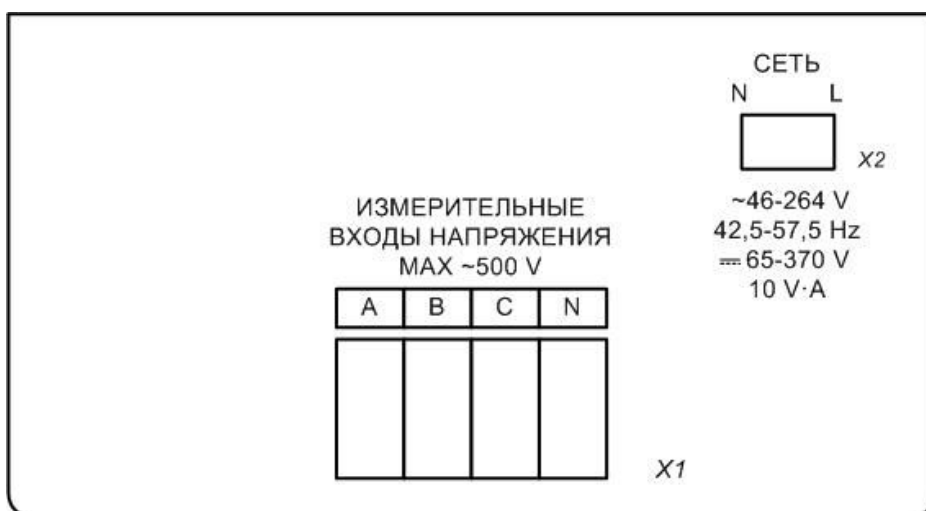 СЕТЬ
N L
X2
~46-264 V
42,5-57,5 Hz
⎓ 65-370 V
10 V·A
ИЗМЕРИТЕЛЬНЫЕ
ВХОДЫ НАПРЯЖЕНИЯ
MAX ~500 V
A B C N
X1